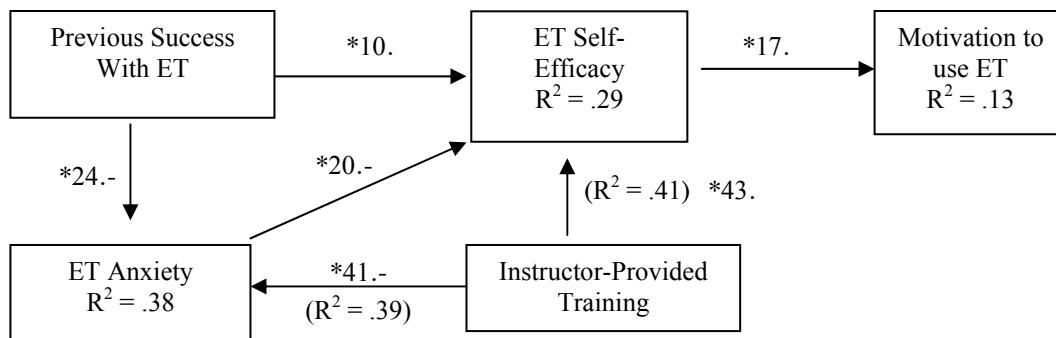 Previous Success
With ET
*10.
ET Self-
Efficacy
R² = .29
*17.
Motivation to
use ET
R² = .13
*24.-
*20.-
(R² = .41) *43.
ET Anxiety
R² = .38
*41.-
(R² = .39)
Instructor-Provided
Training